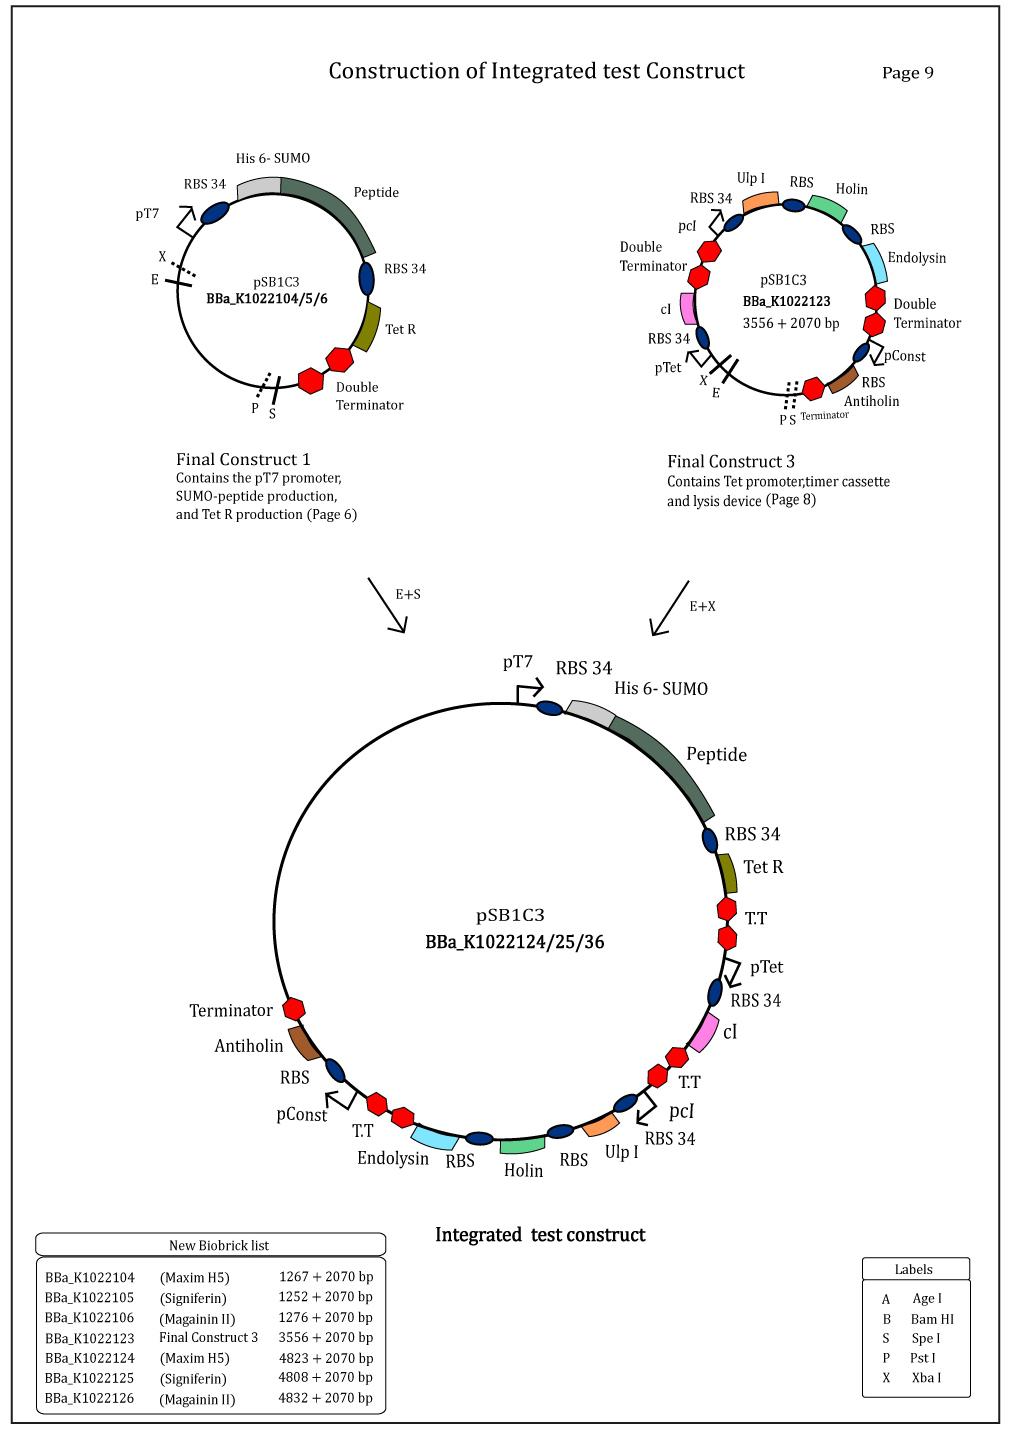 Construction of Integrated test Construct
Page 9
His 6- SUMO
RBS 34
Peptide
pT7
X
E
pSB1C3
BBa_K1022104/5/6
RBS 34
Tet R
Double
Terminator
P
S
Ulp I
RBS
Holin
RBS 34
pcI
RBS
Double
Terminator
Endolysin
pSB1C3
BBa_K1022123
3556 + 2070 bp
cI
Double
Terminator
RBS 34
pTet
pConst
X
E
RBS
Antiholin
P S
Terminator
Final Construct 1
Contains the pT7 promoter,
SUMO-peptide production,
and Tet R production (Page 6)
Final Construct 3
Contains Tet promoter,timer cassette
and lysis device (Page 8)
E+S
E+X
pT7
RBS 34
His 6- SUMO
Peptide
RBS 34
Tet R
T.T
pSB1C3
BBa_K1022124/25/36
pTet
RBS 34
cI
T.T
pcI
RBS 34
Ulp I
RBS
Holin
RBS
Endolysin
T.T
pConst
RBS
Antiholin
Terminator
Integrated test construct
New Biobrick list
BBa_K1022104 (Maxim H5) 1267 + 2070 bp
BBa_K1022105 (Signiferin) 1252 + 2070 bp
BBa_K1022106 (Magainin II) 1276 + 2070 bp
BBa_K1022123 Final Construct 3 3556 + 2070 bp
BBa_K1022124 (Maxim H5) 4823 + 2070 bp
BBa_K1022125 (Signiferin) 4808 + 2070 bp
BBa_K1022126 (Magainin II) 4832 + 2070 bp
Labels
A Age I
B Bam HI
S Spe I
P Pst I
X Xba I